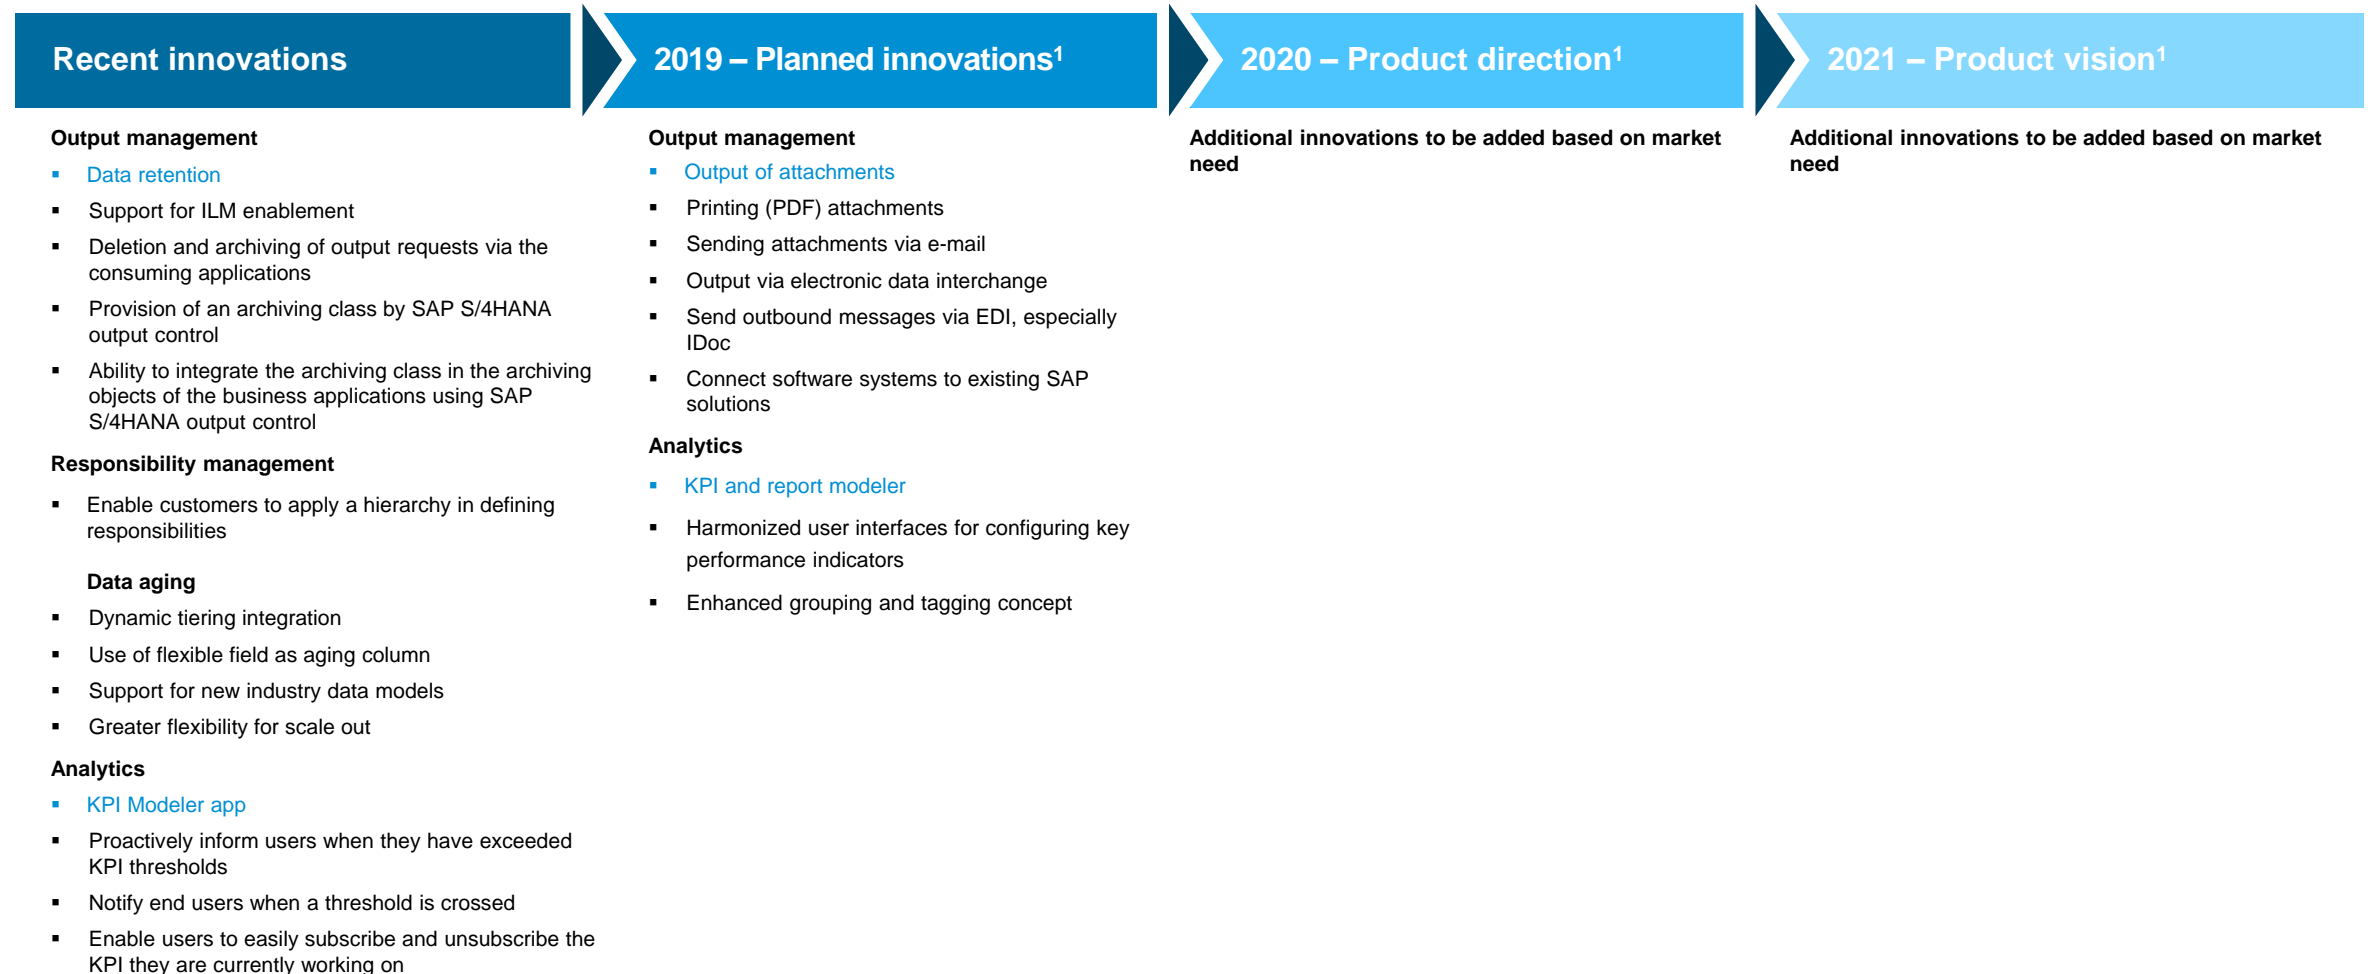 Recent innovations
2019 – Planned innovations¹
2020 – Product direction¹
2021 – Product vision¹
Output management
▪ Data retention
▪ Support for ILM enablement
▪ Deletion and archiving of output requests via the
consuming applications
▪ Provision of an archiving class by SAP S/4HANA
output control
▪ Ability to integrate the archiving class in the archiving
objects of the business applications using SAP
S/4HANA output control
Responsibility management
▪ Enable customers to apply a hierarchy in defining
responsibilities
Data aging
▪ Dynamic tiering integration
▪ Use of flexible field as aging column
▪ Support for new industry data models
▪ Greater flexibility for scale out
Analytics
▪ KPI Modeler app
▪ Proactively inform users when they have exceeded
KPI thresholds
▪ Notify end users when a threshold is crossed
▪ Enable users to easily subscribe and unsubscribe the
KPI they are currently working on
Output management
▪ Output of attachments
▪ Printing (PDF) attachments
▪ Sending attachments via e-mail
▪ Output via electronic data interchange
▪ Send outbound messages via EDI, especially
IDoc
▪ Connect software systems to existing SAP
solutions
Analytics
▪ KPI and report modeler
▪ Harmonized user interfaces for configuring key
performance indicators
▪ Enhanced grouping and tagging concept
Additional innovations to be added based on market
need
Additional innovations to be added based on market
need